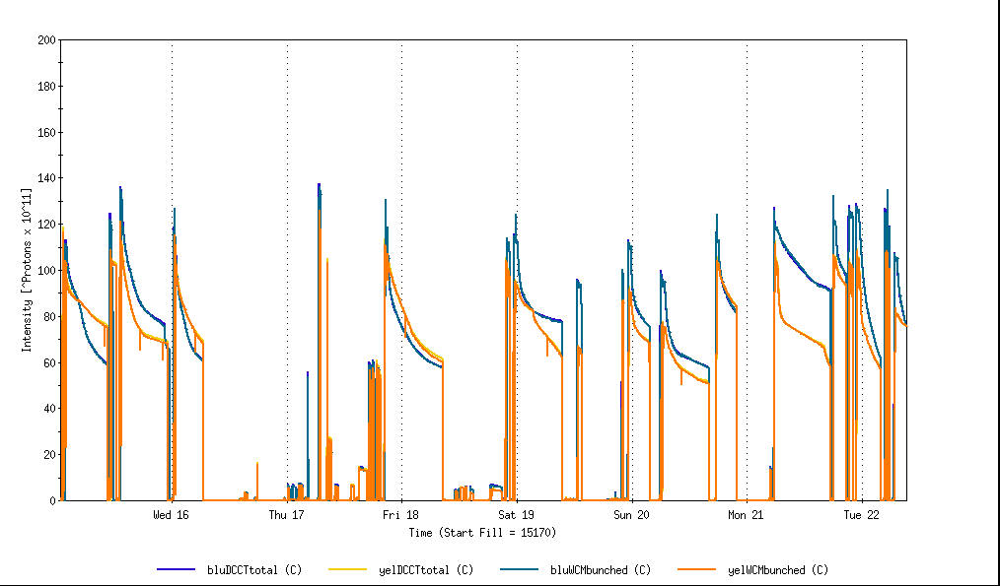 200
180
160
140
120
100
80
60
40
20
0
Intensity [^Protons x 10^11]
Wed 16 Thu 17 Fri 18 Sat 19 Sun 20 Mon 21 Tue 22
Time (Start Fill = 15170)
bluDCCTtotal (C) yelDCCTtotal (C) bluWCMbunched (C) yelWCMbunched (C)